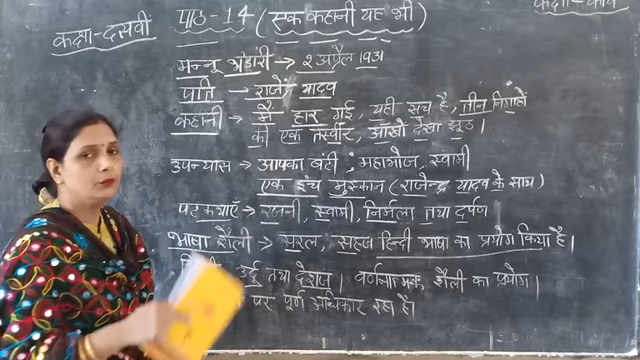 कक्षा-दसवीं
पाठ-14 (एक कहानी यह भी)
मन्नू भंडारी → 2 अप्रैल 1931
पति → राजेंद्र यादव
कहानी → मैं हार गई, यही सच है, तीन निगाहों
की एक तस्वीर, आंखों देखा झूठ।
उपन्यास → आपका बंटी, महाभोज, स्वामी
एक इंच मुस्कान (राजेन्द्र यादव के साथ)
पटकथाएँ → रजनी, स्वामी, निर्मला तथा दर्पण
भाषा शैली → सरल, सहज हिन्दी भाषा का प्रयोग किया है।
उर्दू तथा देशज। वर्णनात्मक शैली का प्रयोग।
पर पूर्ण अधिकार रहा है।